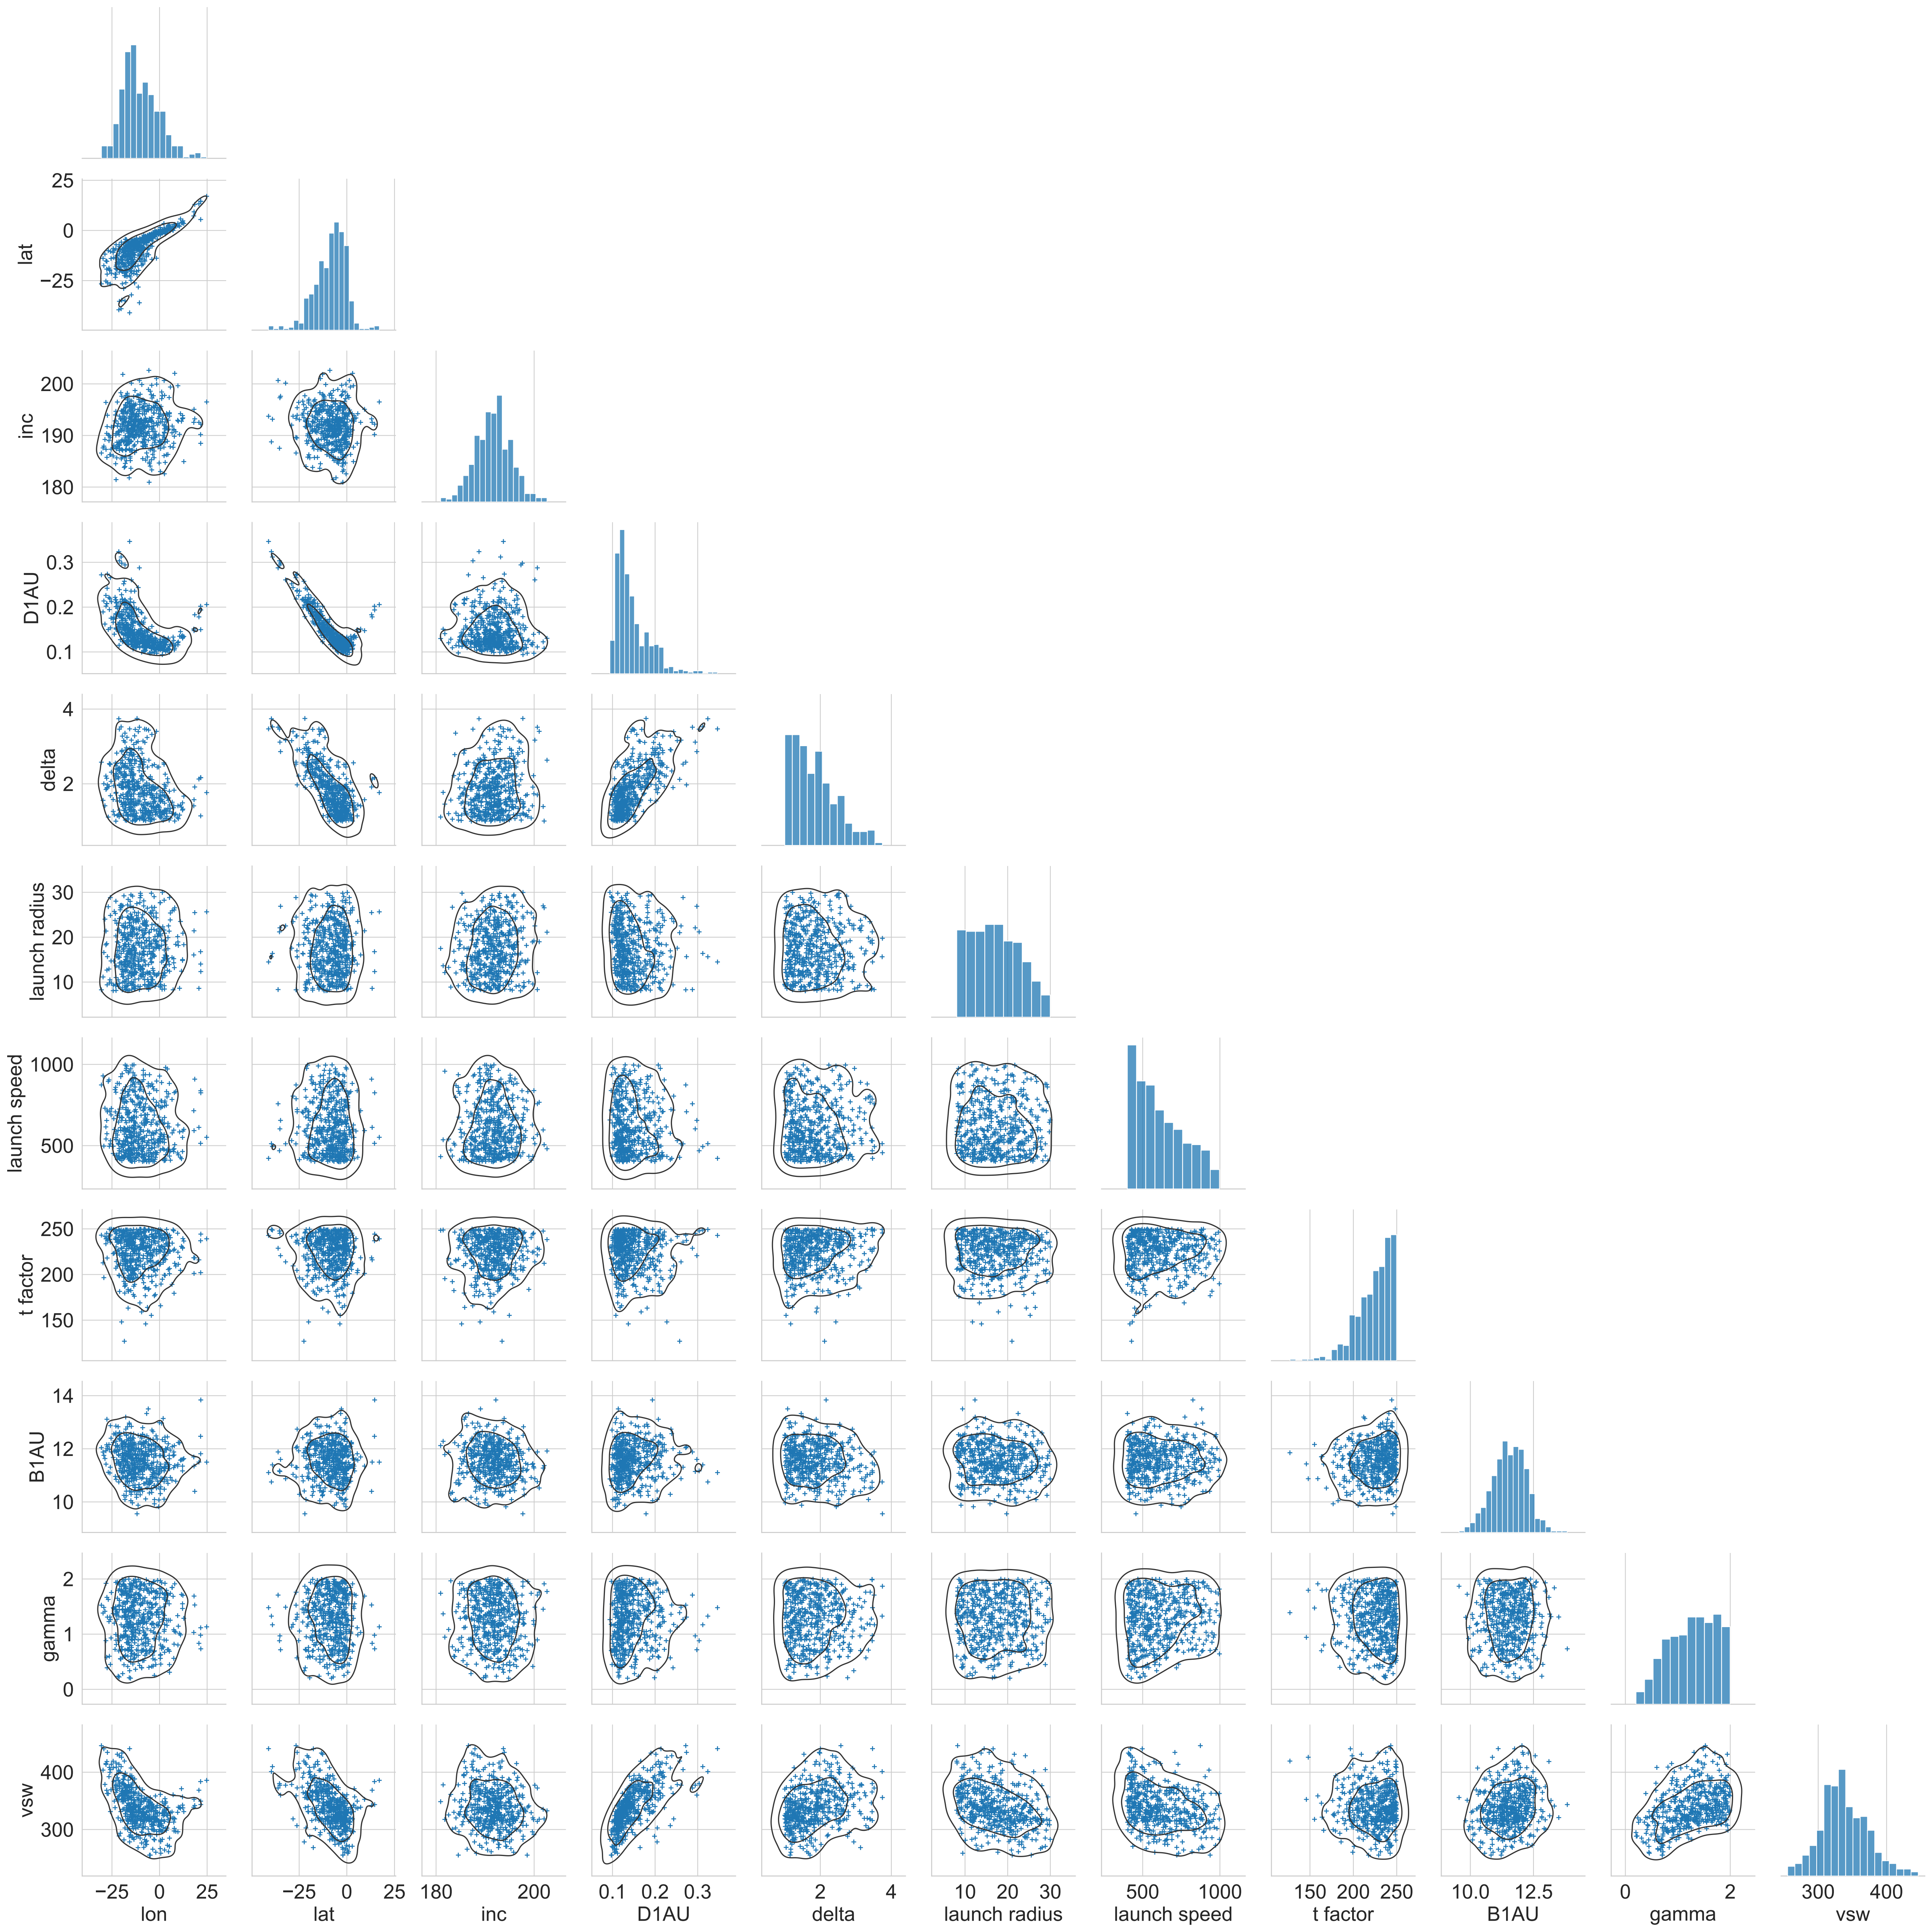 25
0
−25
lat
200
190
180
inc
0.3
0.2
0.1
D1AU
4
2
delta
30
20
10
launch radius
1000
500
launch speed
250
200
150
t factor
14
12
10
B1AU
2
1
0
gamma
400
300
vsw
−25 0 25 −25 0 25 180 200 0.1 0.2 0.3 2 4 10 20 30 500 1000 150 200 250 10.0 12.5 0 2 300 400
lon lat inc D1AU delta launch radius launch speed t factor B1AU gamma vsw